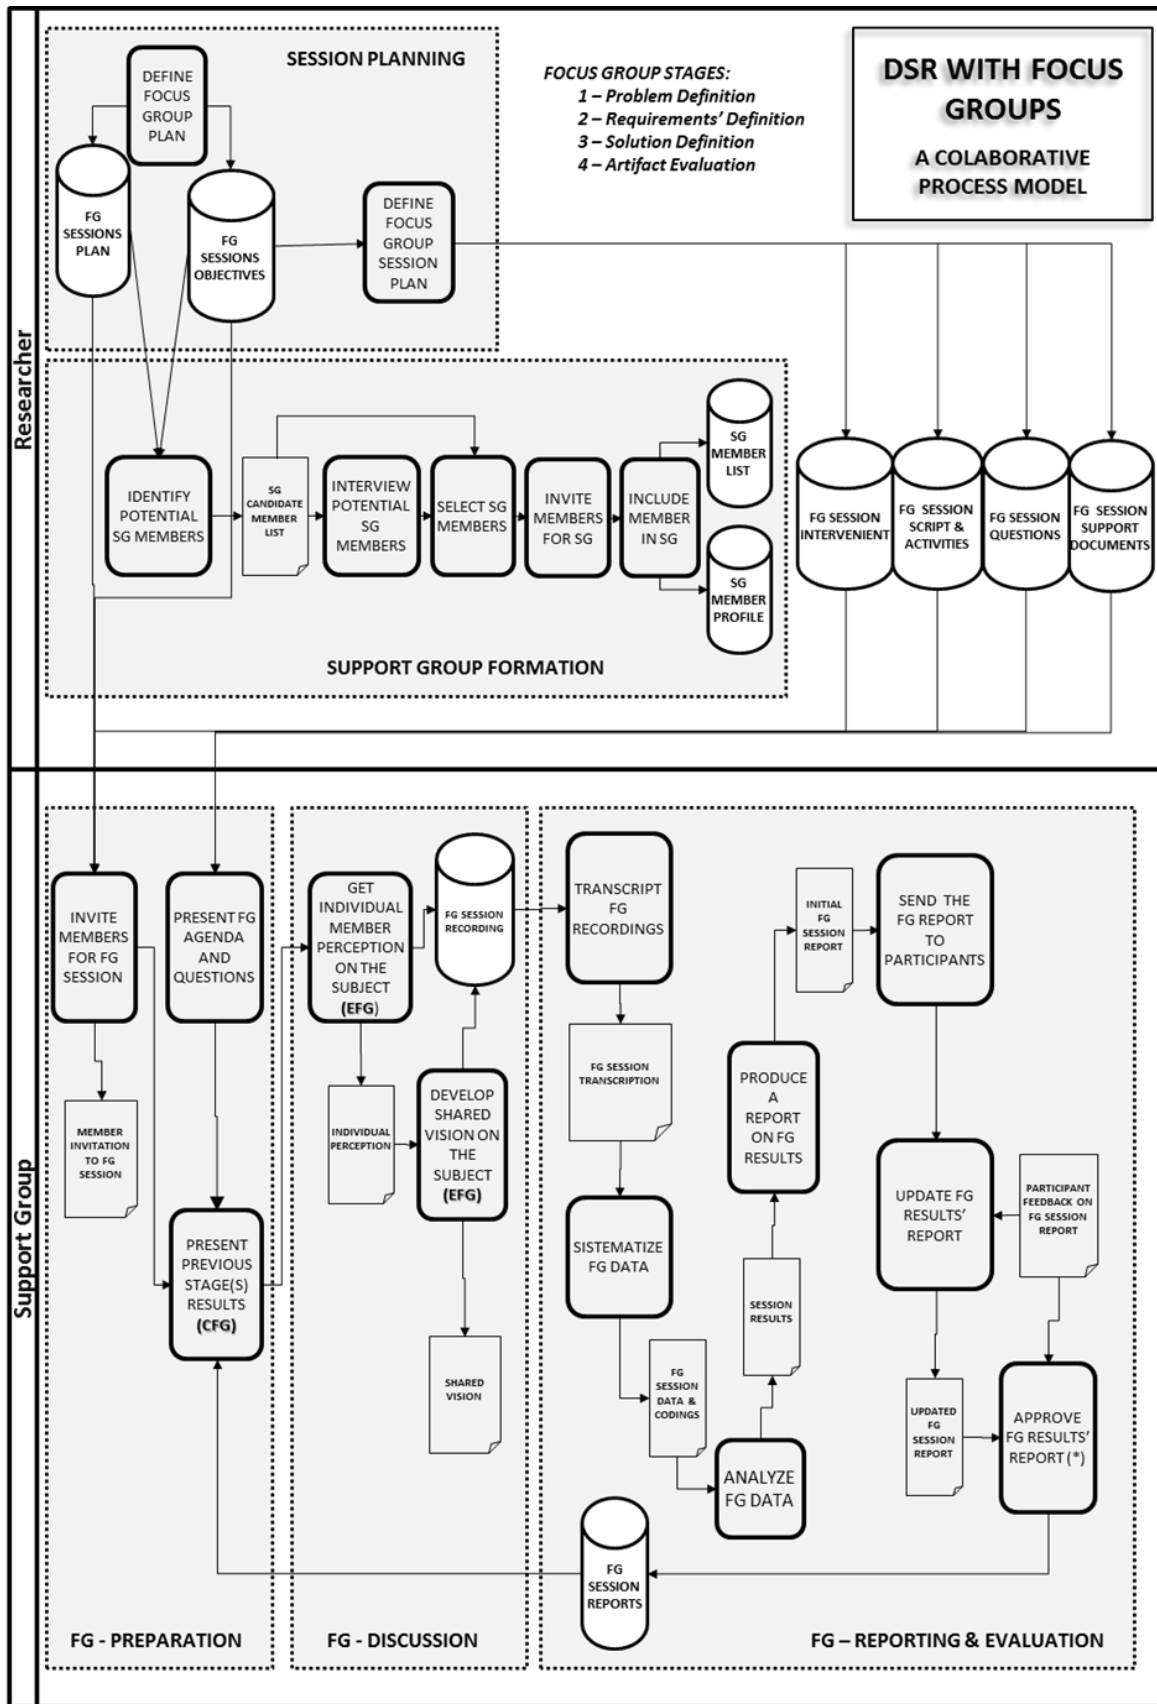 SESSION PLANNING
DEFINE
FOCUS
GROUP
PLAN
FG
SESSIONS
PLAN
FG
SESSIONS
OBJECTIVES
DEFINE
FOCUS
GROUP
SESSION
PLAN
FOCUS GROUP STAGES:
1 – Problem Definition
2 – Requirements’ Definition
3 – Solution Definition
4 – Artifact Evaluation
DSR WITH FOCUS
GROUPS
A COLABORATIVE
PROCESS MODEL
Researcher
IDENTIFY
POTENTIAL
SG MEMBERS
SG
CANDIDATE
MEMBER
LIST
INTERVIEW
POTENTIAL
SG
MEMBERS
SELECT SG
MEMBERS
INVITE
MEMBERS
FOR SG
INCLUDE
MEMBER
IN SG
SG
MEMBER
LIST
SG
MEMBER
PROFILE
SUPPORT GROUP FORMATION
FG SESSION
INTERVENIENT
FG SESSION
SCRIPT &
ACTIVITIES
FG SESSION
QUESTIONS
FG SESSION
SUPPORT
DOCUMENTS
Support Group
INVITE
MEMBERS
FOR FG
SESSION
PRESENT FG
AGENDA
AND
QUESTIONS
MEMBER
INVITATION
TO FG
SESSION
PRESENT
PREVIOUS
STAGE(S)
RESULTS
(CFG)
FG - PREPARATION
GET
INDIVIDUAL
MEMBER
PERCEPTION
ON THE
SUBJECT
(EFG)
FG SESSION
RECORDING
INDIVIDUAL
PERCEPTION
DEVELOP
SHARED
VISION ON
THE
SUBJECT
(EFG)
SHARED
VISION
FG - DISCUSSION
TRANSCRIPT
FG
RECORDINGS
FG SESSION
TRANSCRIPTION
SISTEMATIZE
FG DATA
FG
SESSION
DATA &
CODINGS
ANALYZE
FG DATA
SESSION
RESULTS
PRODUCE
A
REPORT
ON FG
RESULTS
INITIAL
FG
SESSION
REPORT
SEND THE
FG REPORT
TO
PARTICIPANTS
UPDATE FG
RESULTS’
REPORT
PARTICIPANT
FEEDBACK ON
FG SESSION
REPORT
UPDATED
FG
SESSION
REPORT
APPROVE
FG RESULTS’
REPORT (*)
FG
SESSION
REPORTS
FG – REPORTING & EVALUATION